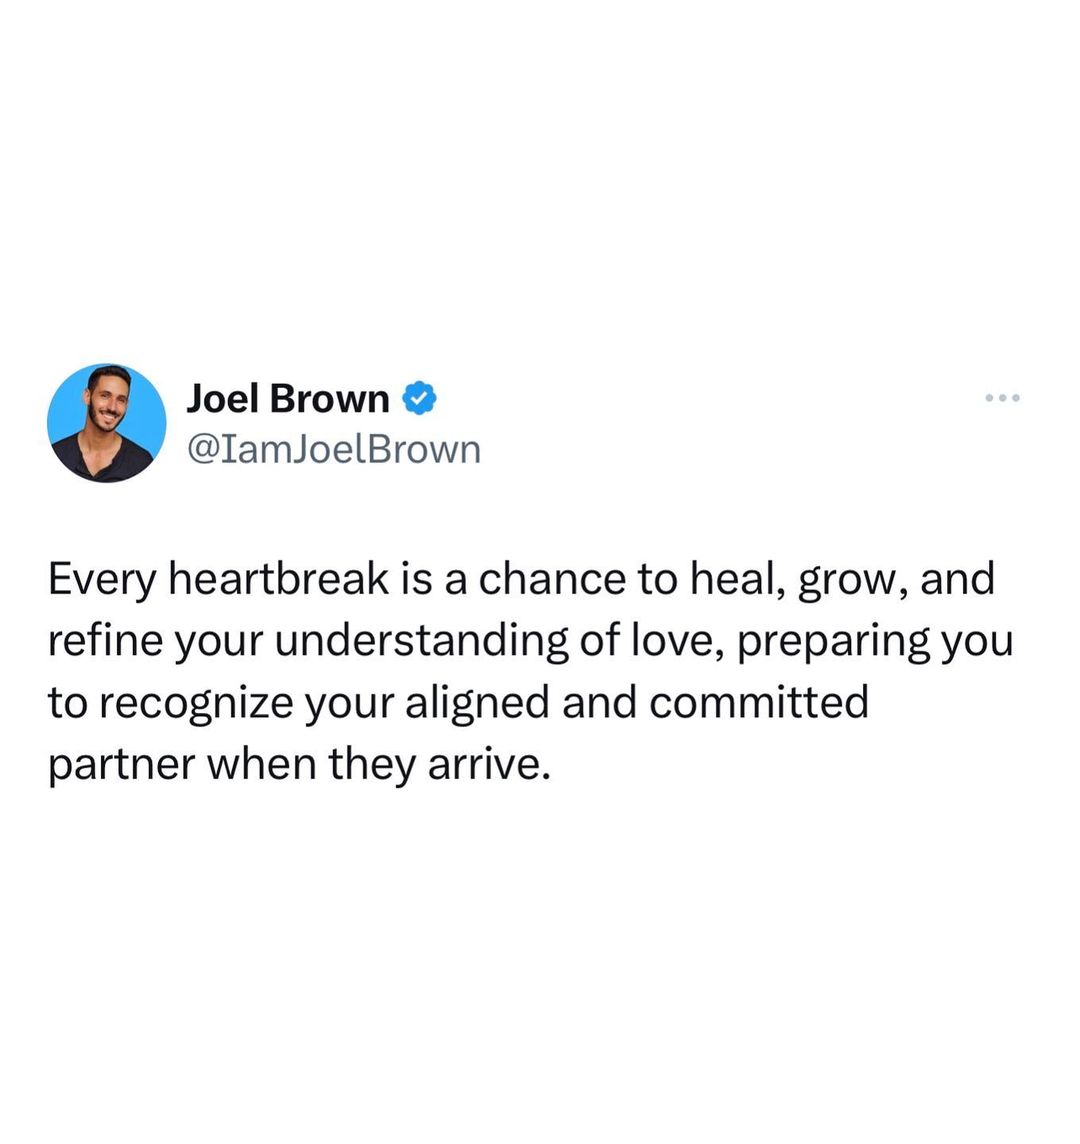 Joel Brown
@IamJoelBrown
Every heartbreak is a chance to heal, grow, and
refine your understanding of love, preparing you
to recognize your aligned and committed
partner when they arrive.